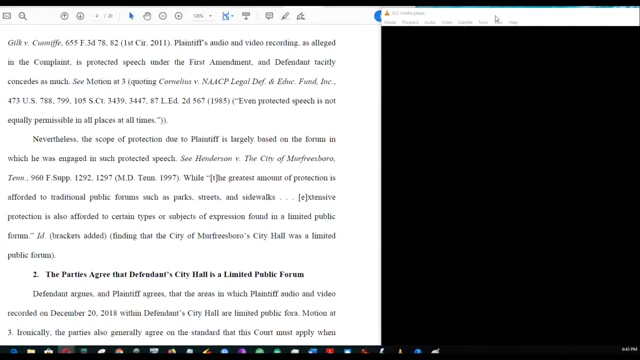 4 / 20
120%
VLC media player
Media Playback Audio Video Subtitle Tools View Help
Gilk v. Cunniffe, 655 F.3d 78, 82 (1st Cir. 2011). Plaintiff's audio and video recording, as alleged
in the Complaint, is protected speech under the First Amendment, and Defendant tacitly
concedes as much. See Motion at 3 (quoting Cornelius v. NAACP Legal Def. & Educ. Fund, Inc.,
473 U.S. 788, 799, 105 S.Ct. 3439, 3447, 87 L.Ed. 2d 567 (1985) ("Even protected speech is not
equally permissible in all places at all times.")).
Nevertheless, the scope of protection due to Plaintiff is largely based on the forum in
which he was engaged in such protected speech. See Henderson v. The City of Murfreesboro,
Tenn., 960 F.Supp. 1292, 1297 (M.D. Tenn. 1997). While "[t]he greatest amount of protection is
afforded to traditional public forums such as parks, streets, and sidewalks . . . [e]xtensive
protection is also afforded to certain types or subjects of expression found in a limited public
forum." Id. (brackets added) (finding that the City of Murfreesboro's City Hall was a limited
public forum).
2. The Parties Agree that Defendant's City Hall is a Limited Public Forum
Defendant argues, and Plaintiff agrees, that the areas in which Plaintiff audio and video
recorded on December 20, 2018 within Defendant's City Hall are limited public fora. Motion at
3. Ironically, the parties also generally agree on the standard that this Court must apply when
6:43 PM